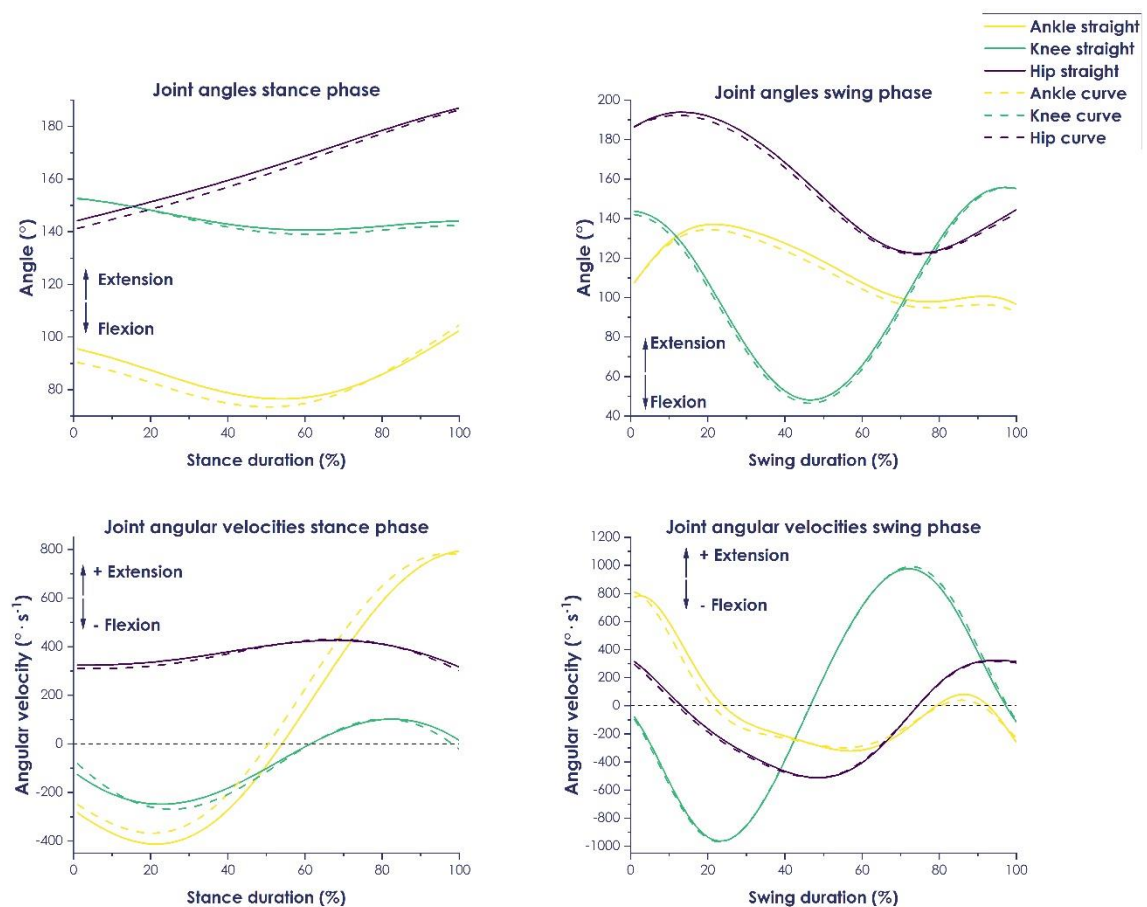 Ankle straight
Knee straight
Hip straight
Ankle curve
Knee curve
Hip curve
Joint angles stance phase
180
160
140
120
100
80
Angle (°)
Extension
Flexion
0 20 40 60 80 100
Stance duration (%)
Joint angles swing phase
200
180
160
140
120
100
80
60
40
Angle (°)
Extension
Flexion
0 20 40 60 80 100
Swing duration (%)
Joint angular velocities stance phase
800
600
400
200
0
-200
-400
Angular velocity (° · s-1)
+ Extension
- Flexion
0 20 40 60 80 100
Stance duration (%)
Joint angular velocities swing phase
1200
1000
800
600
400
200
0
-200
-400
-600
-800
-1000
Angular velocity (° · s-1)
+ Extension
- Flexion
0 20 40 60 80 100
Swing duration (%)